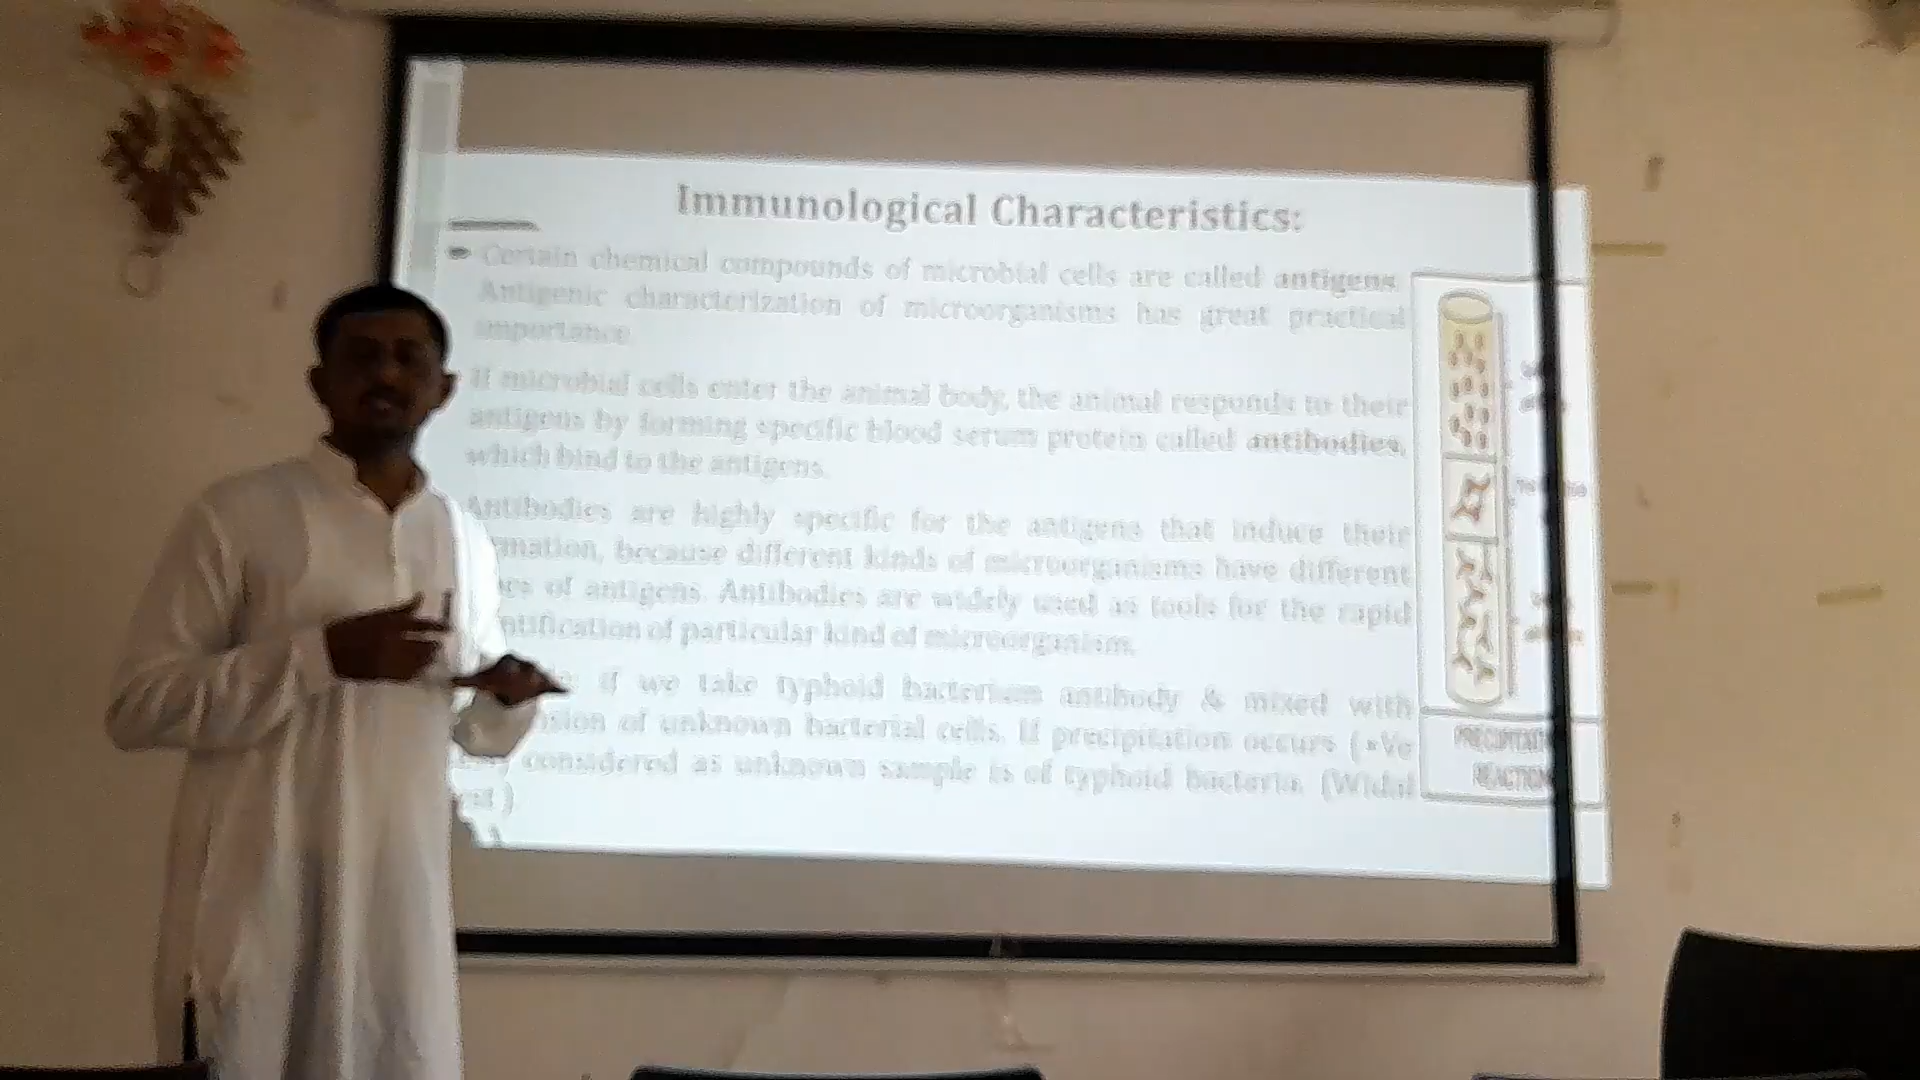 Immunological Characteristics:
Certain chemical compounds of microbial cells are called antigens.
Antigenic characterization of microorganisms has great practical
importance.
If microbial cells enter the animal body, the animal responds to their
antigens by forming specific blood serum protein called antibodies,
which bind to the antigens.
Antibodies are highly specific for the antigens that induce their
mation, because different kinds of microorganisms have different
of antigens. Antibodies are widely used as tools for the rapid
ntification of particular kind of microorganism.
if we take typhoid bacterium antibody & mixed with
sion of unknown bacterial cells. If precipitation occurs (+Ve
considered as unknown sample is of typhoid bacteria. (Widal
est )
PRECIPITATI
REACTION